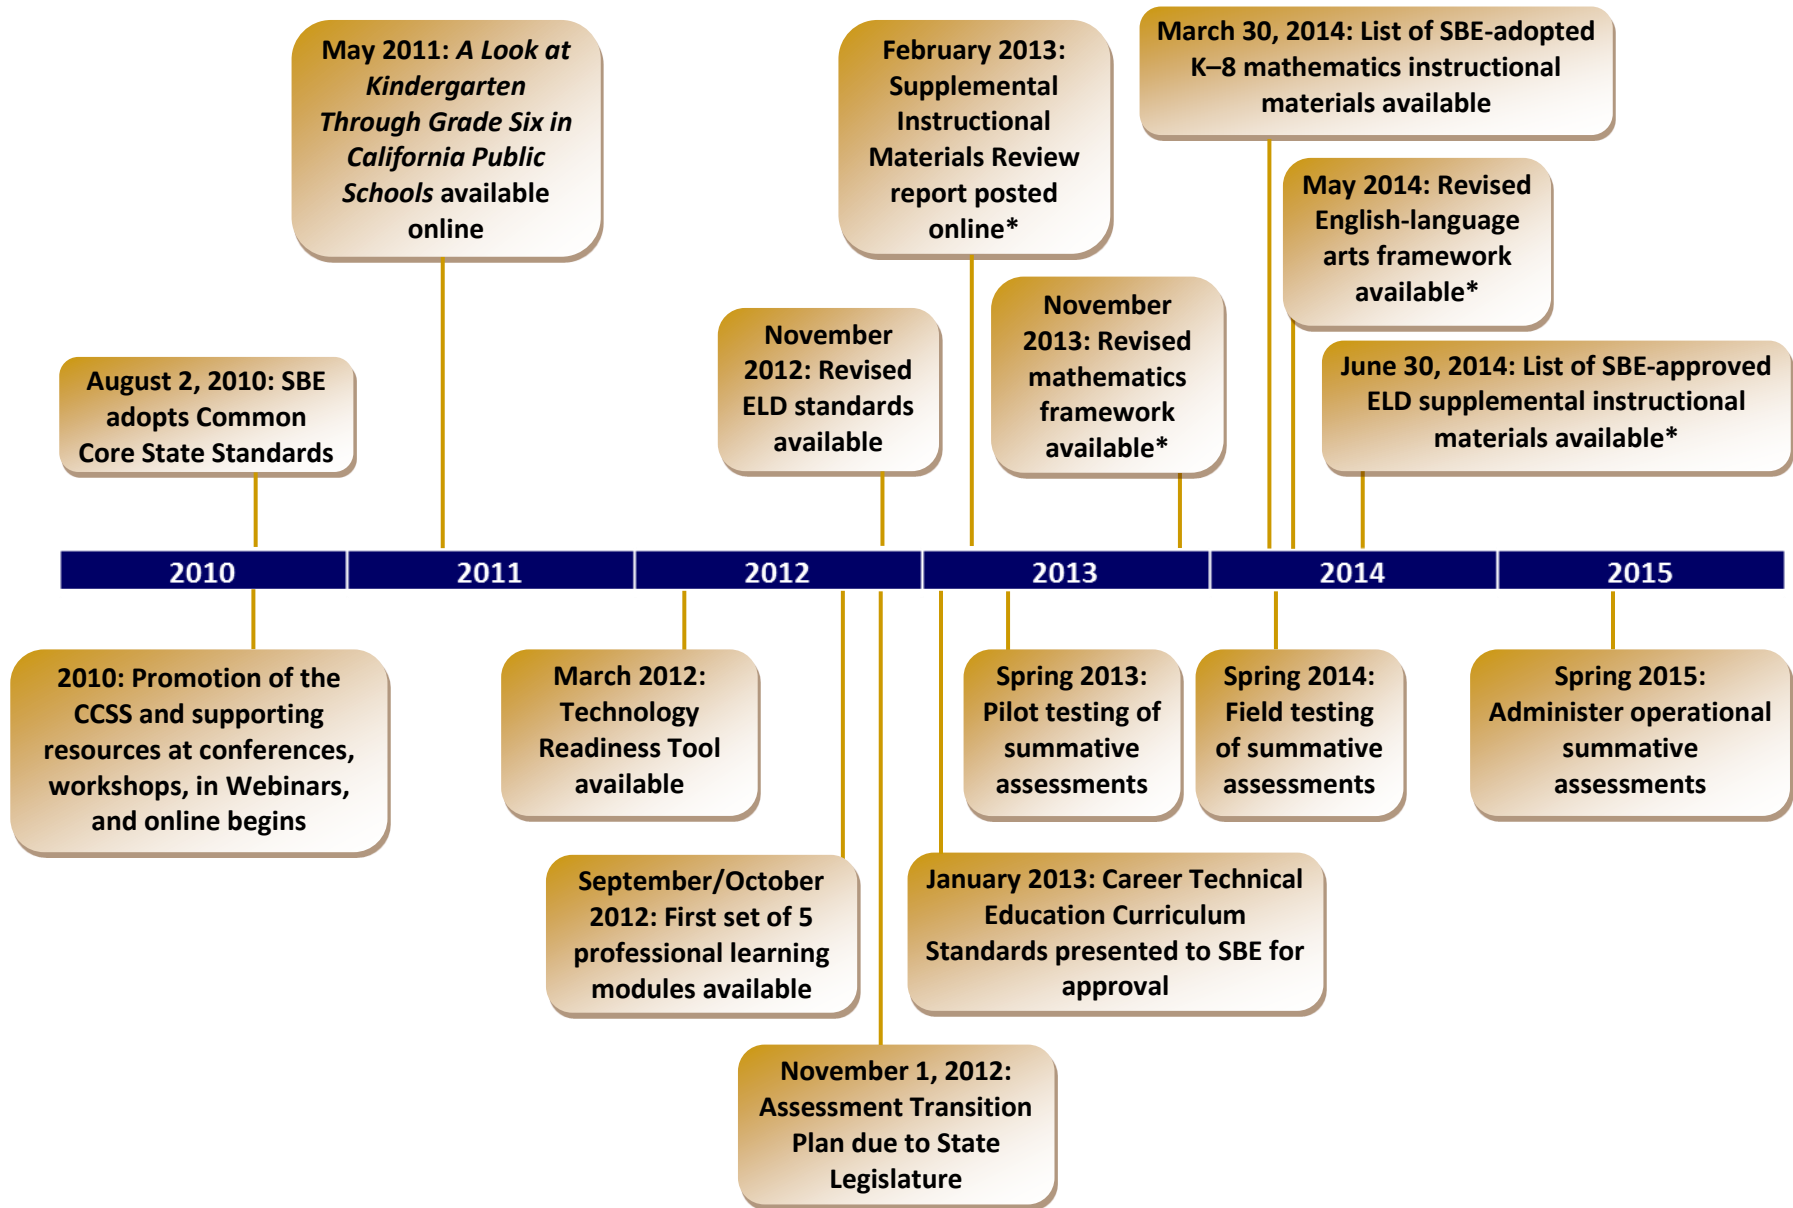 May 2011: A Look at
Kindergarten
Through Grade Six in
California Public
Schools available
online
February 2013:
Supplemental
Instructional
Materials Review
report posted
online*
March 30, 2014: List of SBE-adopted
K–8 mathematics instructional
materials available
May 2014: Revised
English-language
arts framework
available*
November
2012: Revised
ELD standards
available
November
2013: Revised
mathematics
framework
available*
June 30, 2014: List of SBE-approved
ELD supplemental instructional
materials available*
August 2, 2010: SBE
adopts Common
Core State Standards
2010
2011
2012
2013
2014
2015
2010: Promotion of the
CCSS and supporting
resources at conferences,
workshops, in Webinars,
and online begins
March 2012:
Technology
Readiness Tool
available
Spring 2013:
Pilot testing of
summative
assessments
Spring 2014:
Field testing
of summative
assessments
Spring 2015:
Administer operational
summative
assessments
September/October
2012: First set of 5
professional learning
modules available
January 2013: Career Technical
Education Curriculum
Standards presented to SBE for
approval
November 1, 2012:
Assessment Transition
Plan due to State
Legislature